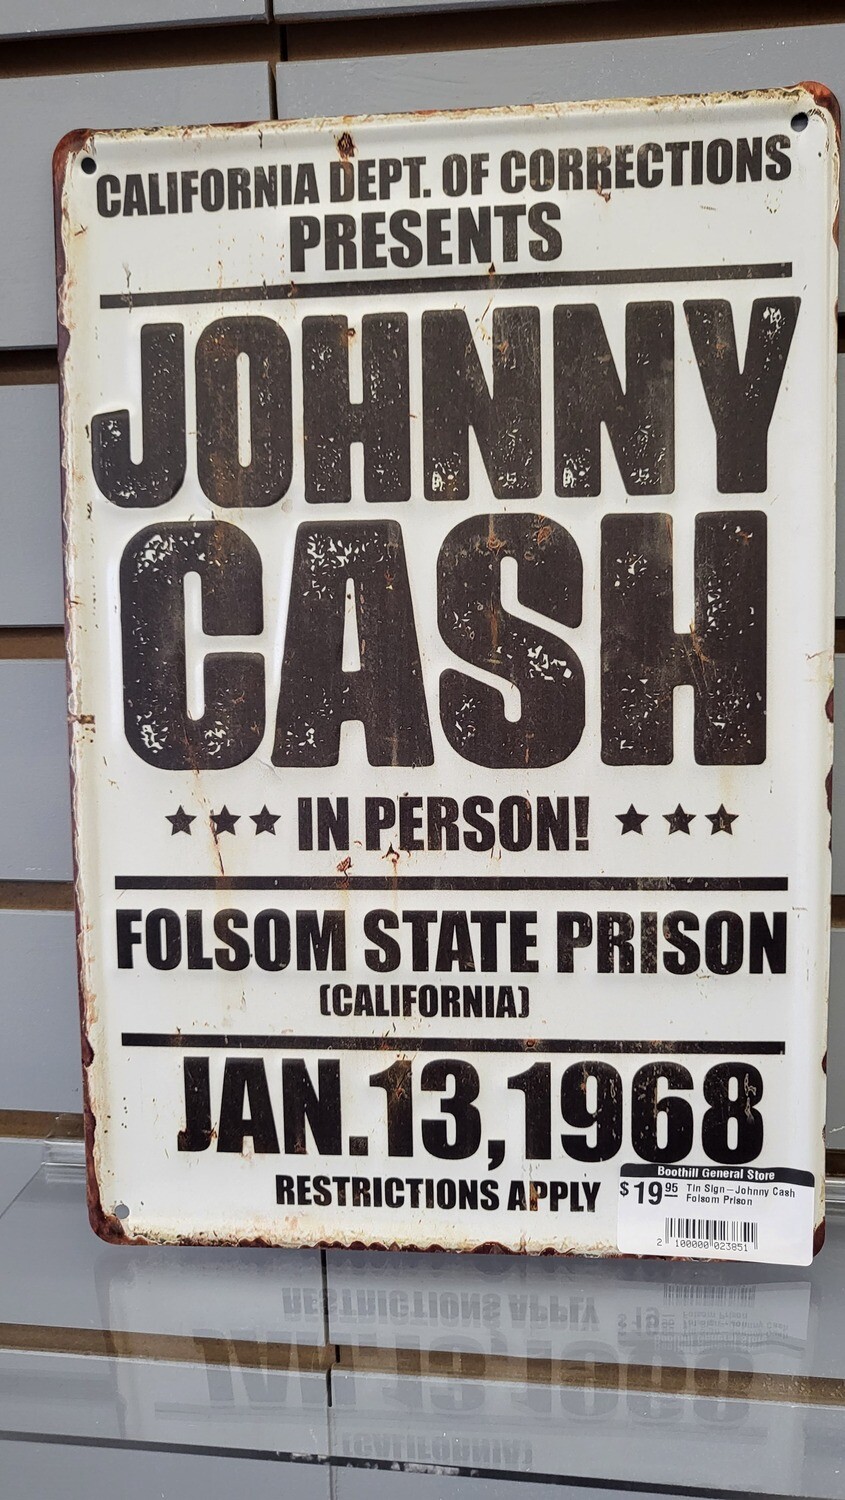 CALIFORNIA DEPT. OF CORRECTIONS
PRESENTS
JOHNNY
CASH
★★★ IN PERSON! ★★★
FOLSOM STATE PRISON
(CALIFORNIA)
JAN.13,1968
RESTRICTIONS APPLY
Boothill General Store
$19.95 Tin Sign-Johnny Cash
Folsom Prison
2 100000 023851